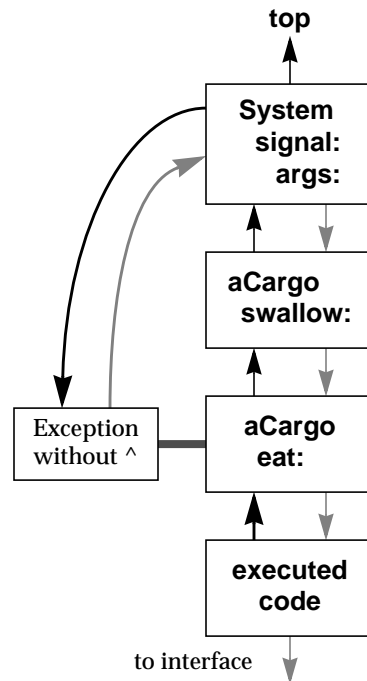 top
System
signal:
args:
aCargo
swallow:
Exception
without ^
aCargo
eat:
executed
code
to interface